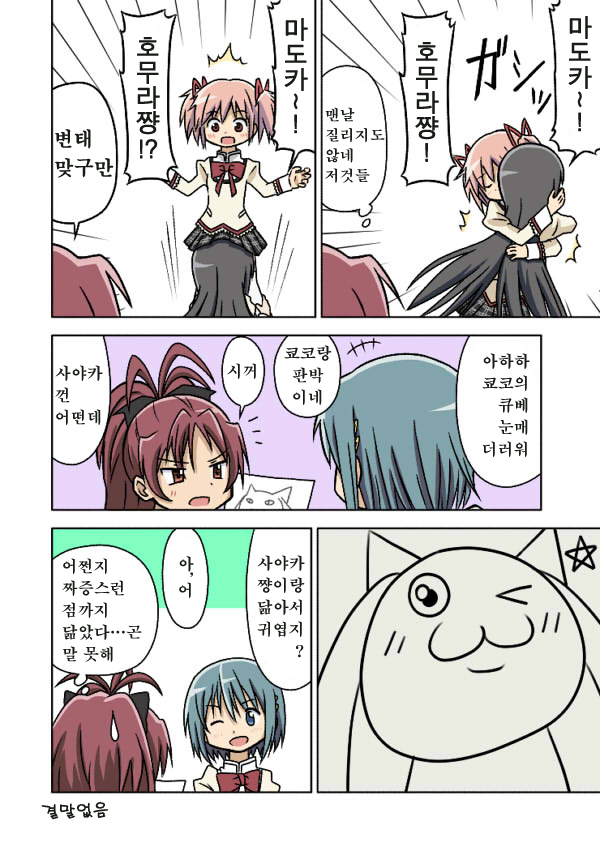 마도카~!
호무라쨩!
ガシッ
맨날
질리지도
않네
저것들
마도카~!
호무라쨩!?
변태
맞구만
아하하
쿄코의
큐베
눈매
더러워
쿄코랑
판박
이네
시꺼
사야카
껀
어떤데
사야카
쨩이랑
닮아서
귀엽지
?
아,
어
어쩐지
짜증스런
점까지
닮았다…곤
말 못해
결말없음